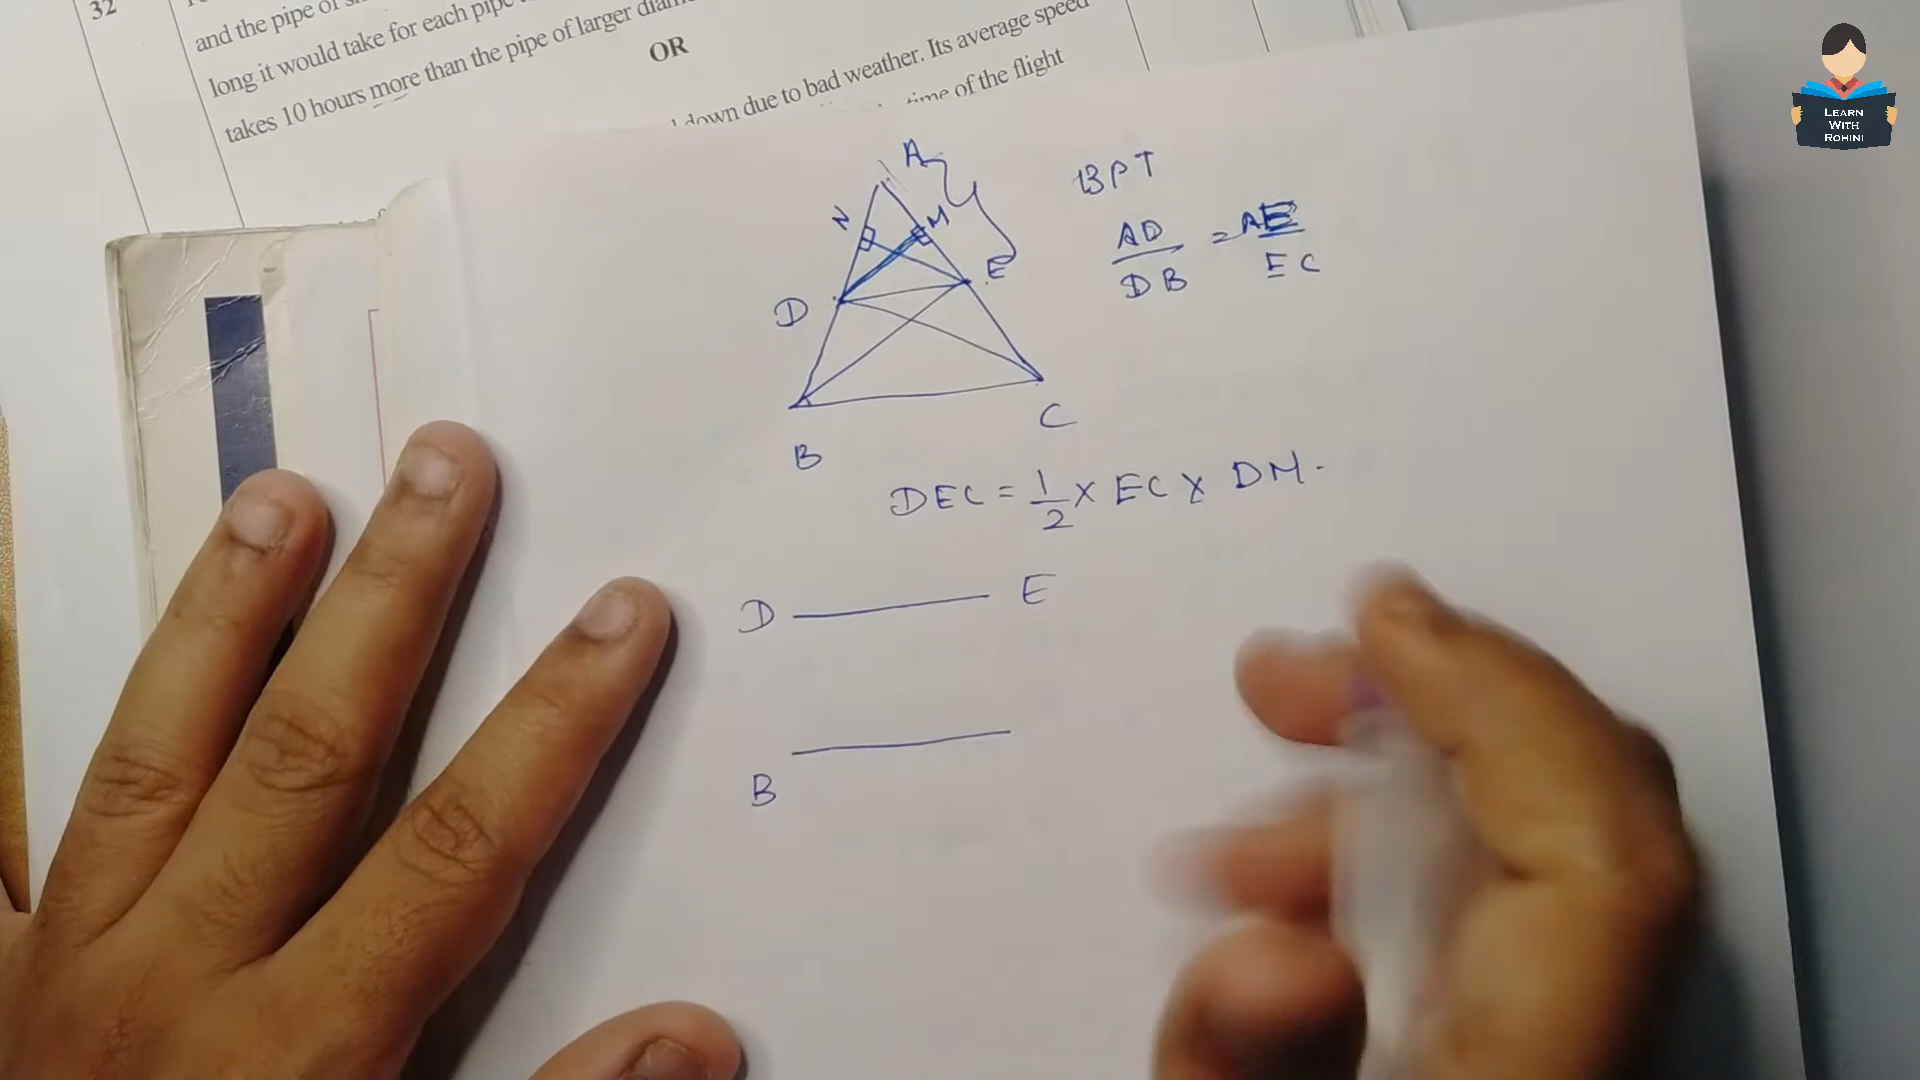 32
and the pipe of
long it would take for each pipe
takes 10 hours more than the pipe of larger
OR
down due to bad weather. Its average speed
time of the flight
LEARN
WITH
ROHINI
A
N
M
D
E
B
C
BPT
AD/DB = AE/EC
DEC = 1/2 × EC × DM.
D E
B